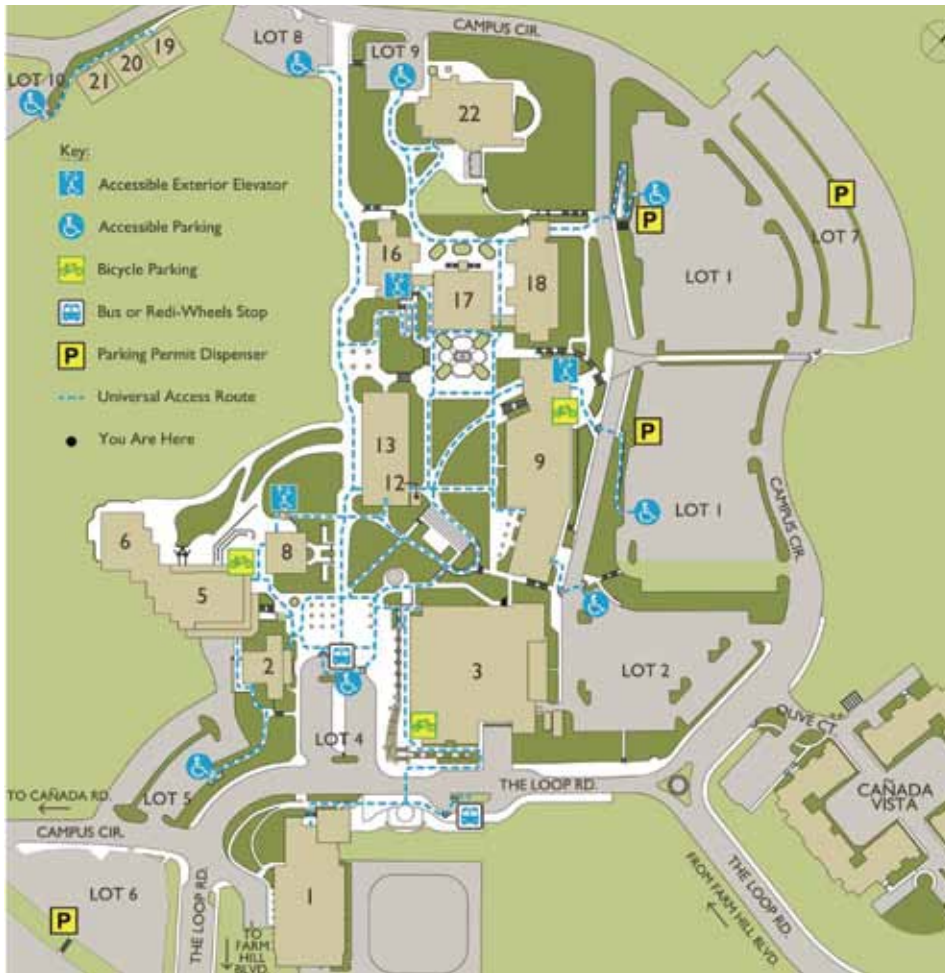 CAMPUS CIR.
LOT 8
LOT 9
19
20
21
LOT 10
22
Key:
Accessible Exterior Elevator
Accessible Parking
Bicycle Parking
Bus or Redi-Wheels Stop
Parking Permit Dispenser
Universal Access Route
You Are Here
P
P
LOT 7
LOT 1
16
17
18
P
13
12
9
P
LOT 1
CAMPUS CIR.
6
5
8
2
3
LOT 2
LOT 4
OLIVE CT.
CAÑADA
VISTA
THE LOOP RD.
TO CAÑADA RD.
LOT 5
CAMPUS CIR.
LOT 6
P
THE LOOP RD.
TO
FARM
HILL
BLVD.
1
FROM FARM HILL BLVD.
THE LOOP RD.